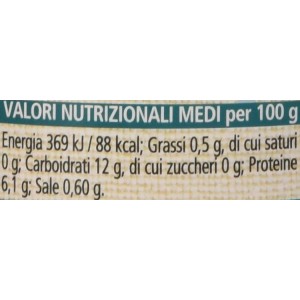 VALORI NUTRIZIONALI MEDI per 100 g
Energia 369 kJ / 88 kcal; Grassi 0,5 g, di cui saturi
0 g; Carboidrati 12 g, di cui zuccheri 0 g; Proteine
6,1 g; Sale 0,60 g.